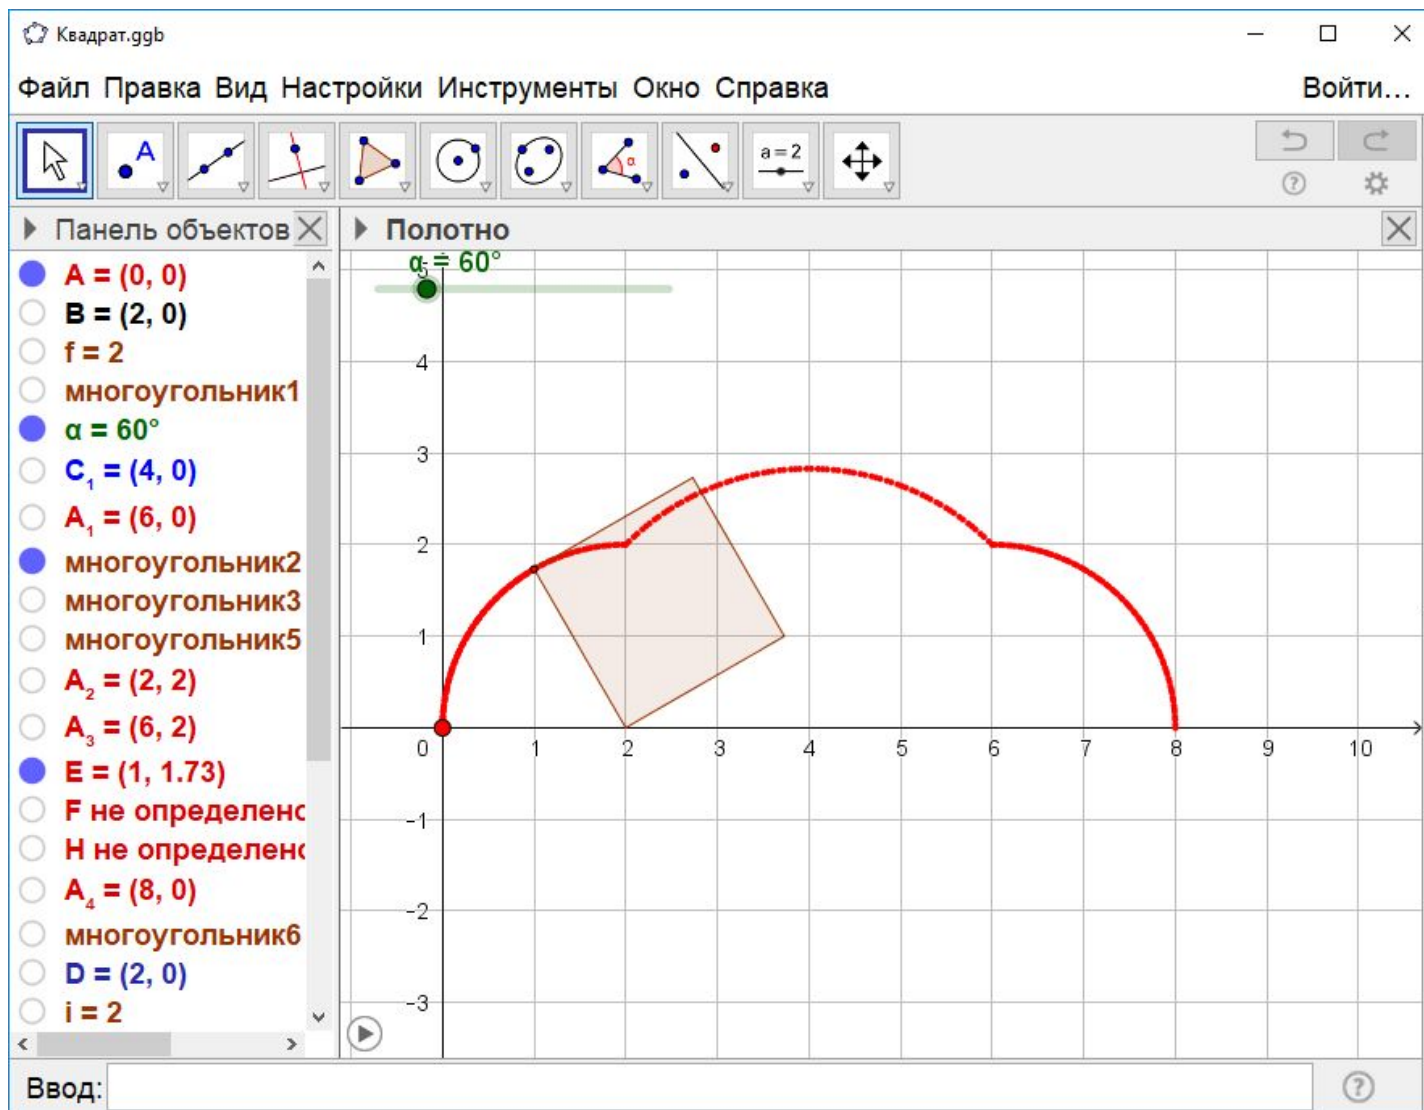 Квадрат.ggb
Файл Правка Вид Настройки Инструменты Окно Справка Войти…
A
α
a = 2
Панель объектов
Полотно
A = (0, 0)
B = (2, 0)
f = 2
многоугольник1
α = 60°
C₁ = (4, 0)
A₁ = (6, 0)
многоугольник2
многоугольник3
многоугольник5
A₂ = (2, 2)
A₃ = (6, 2)
E = (1, 1.73)
F не определенс
H не определенс
A₄ = (8, 0)
многоугольник6
D = (2, 0)
i = 2
α = 60°
5
4
3
2
1
0 1 2 3 4 5 6 7 8 9 10
−1
−2
−3
Ввод: